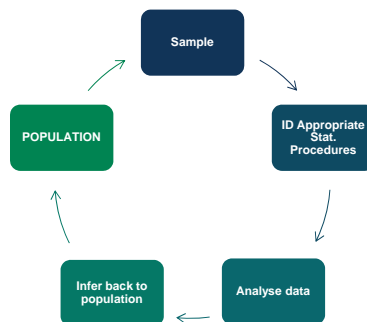 Sample
ID Appropriate
Stat.
Procedures
Analyse data
Infer back to
population
POPULATION